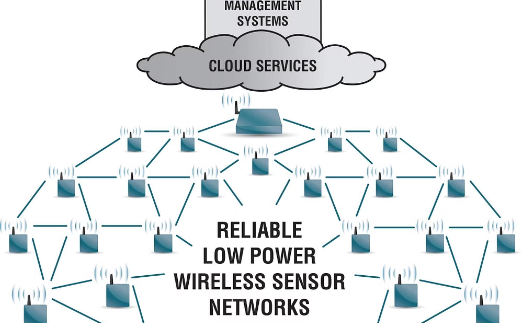 MANAGEMENT
SYSTEMS
CLOUD SERVICES
RELIABLE
LOW POWER
WIRELESS SENSOR
NETWORKS